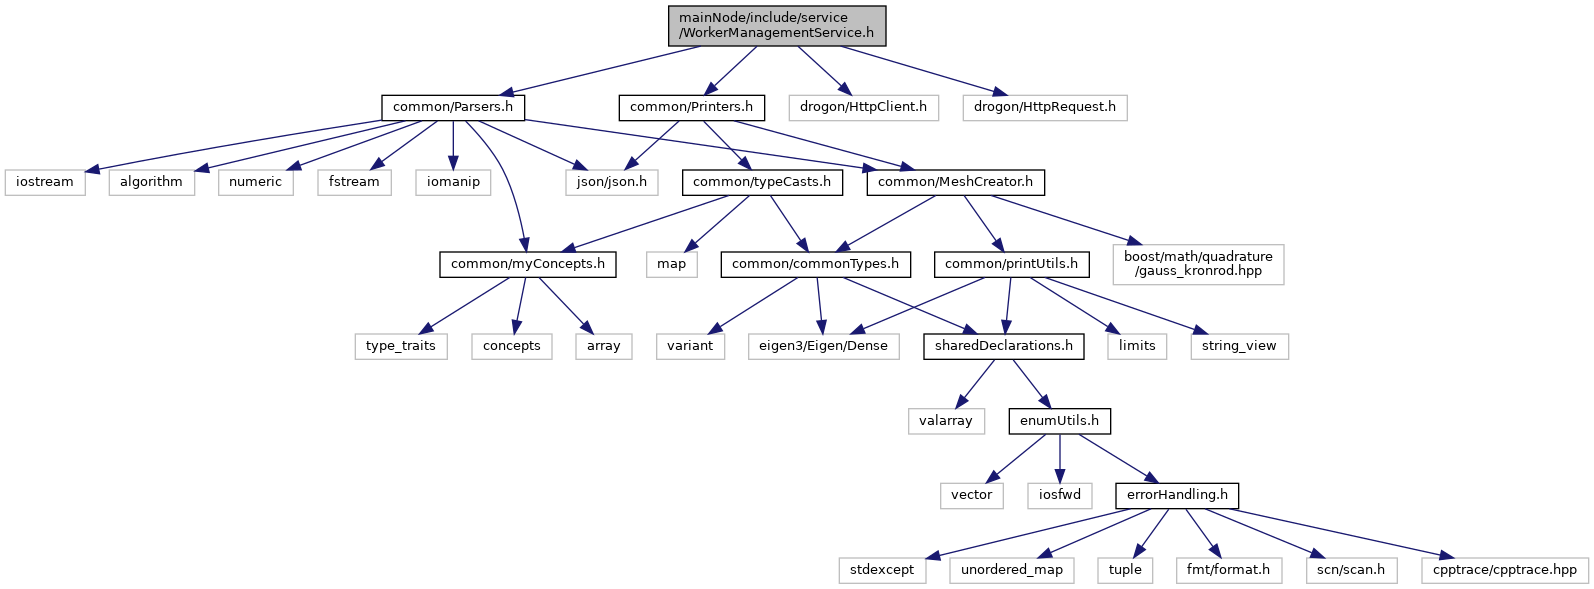 mainNode/include/service
/WorkerManagementService.h
common/Parsers.h
common/Printers.h
drogon/HttpClient.h
drogon/HttpRequest.h
iostream
algorithm
numeric
fstream
iomanip
json/json.h
common/typeCasts.h
common/MeshCreator.h
common/myConcepts.h
map
common/commonTypes.h
common/printUtils.h
boost/math/quadrature
/gauss_kronrod.hpp
type_traits
concepts
array
variant
eigen3/Eigen/Dense
sharedDeclarations.h
limits
string_view
valarray
enumUtils.h
vector
iosfwd
errorHandling.h
stdexcept
unordered_map
tuple
fmt/format.h
scn/scan.h
cpptrace/cpptrace.hpp